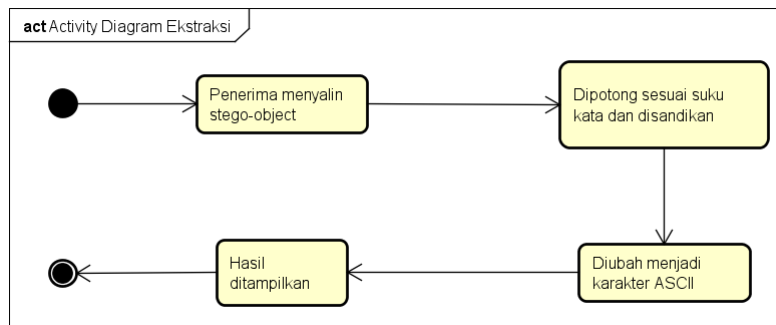 act Activity Diagram Ekstraksi
Penerima menyalin
stego-object
Dipotong sesuai suku
kata dan disandikan
Diubah menjadi
karakter ASCII
Hasil
ditampilkan